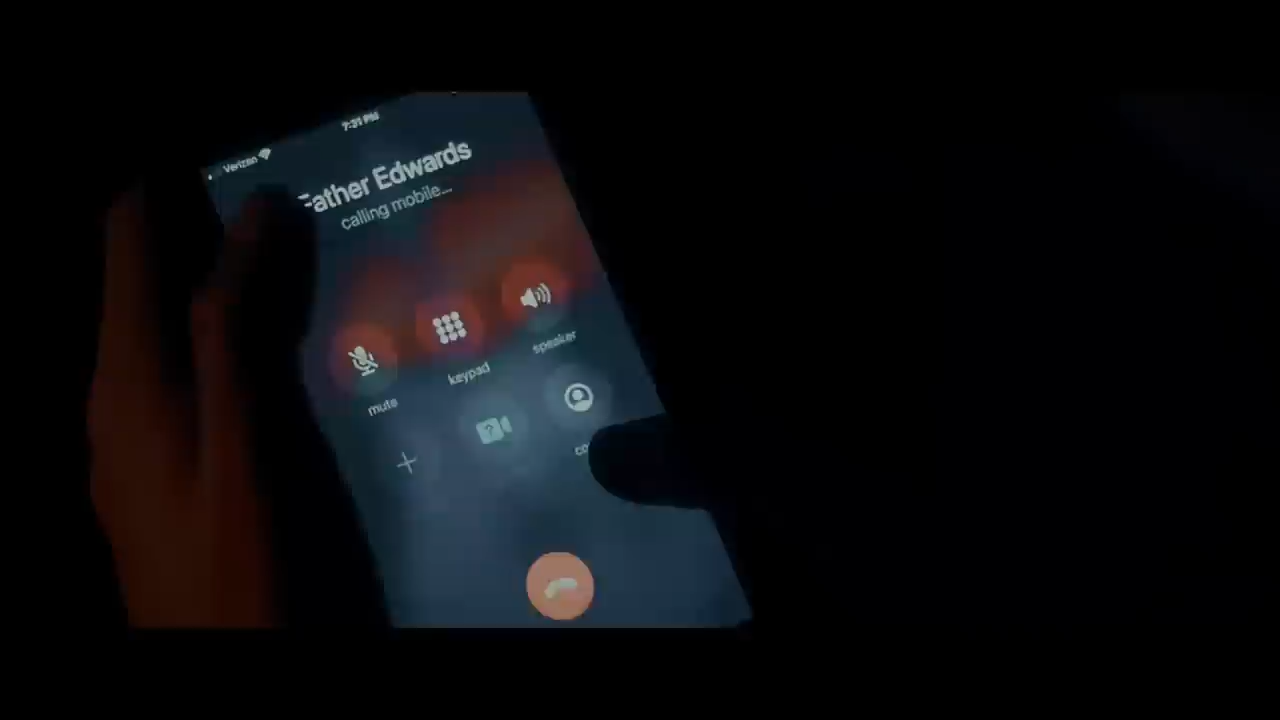 7:31 PM
Verizon
Father Edwards
calling mobile...
speaker
keypad
mute